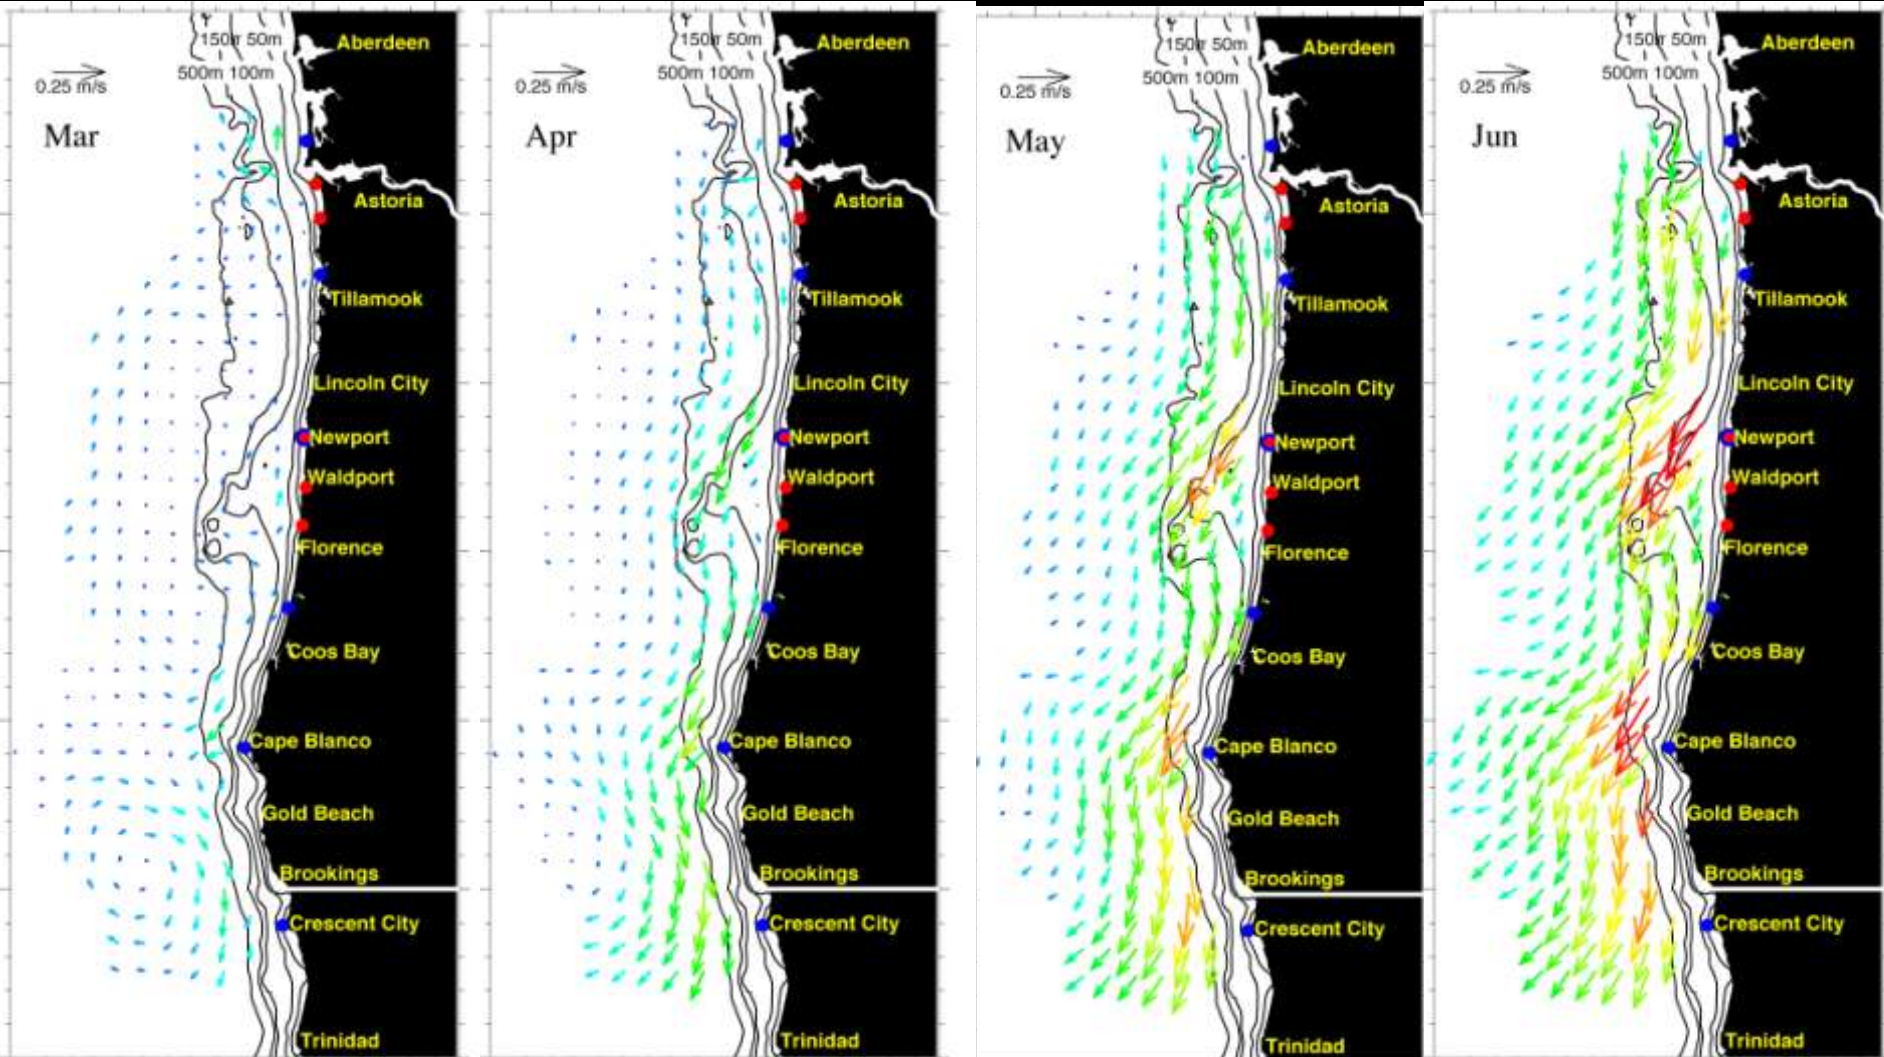 150m 50m
Aberdeen
500m 100m
0.25 m/s
Mar
Astoria
Tillamook
Lincoln City
Newport
Waldport
Florence
Coos Bay
Cape Blanco
Gold Beach
Brookings
Crescent City
Trinidad
150m 50m
Aberdeen
500m 100m
0.25 m/s
Apr
Astoria
Tillamook
Lincoln City
Newport
Waldport
Florence
Coos Bay
Cape Blanco
Gold Beach
Brookings
Crescent City
Trinidad
150m 50m
Aberdeen
500m 100m
0.25 m/s
May
Astoria
Tillamook
Lincoln City
Newport
Waldport
Florence
Coos Bay
Cape Blanco
Gold Beach
Brookings
Crescent City
Trinidad
150m 50m
Aberdeen
500m 100m
0.25 m/s
Jun
Astoria
Tillamook
Lincoln City
Newport
Waldport
Florence
Coos Bay
Cape Blanco
Gold Beach
Brookings
Crescent City
Trinidad